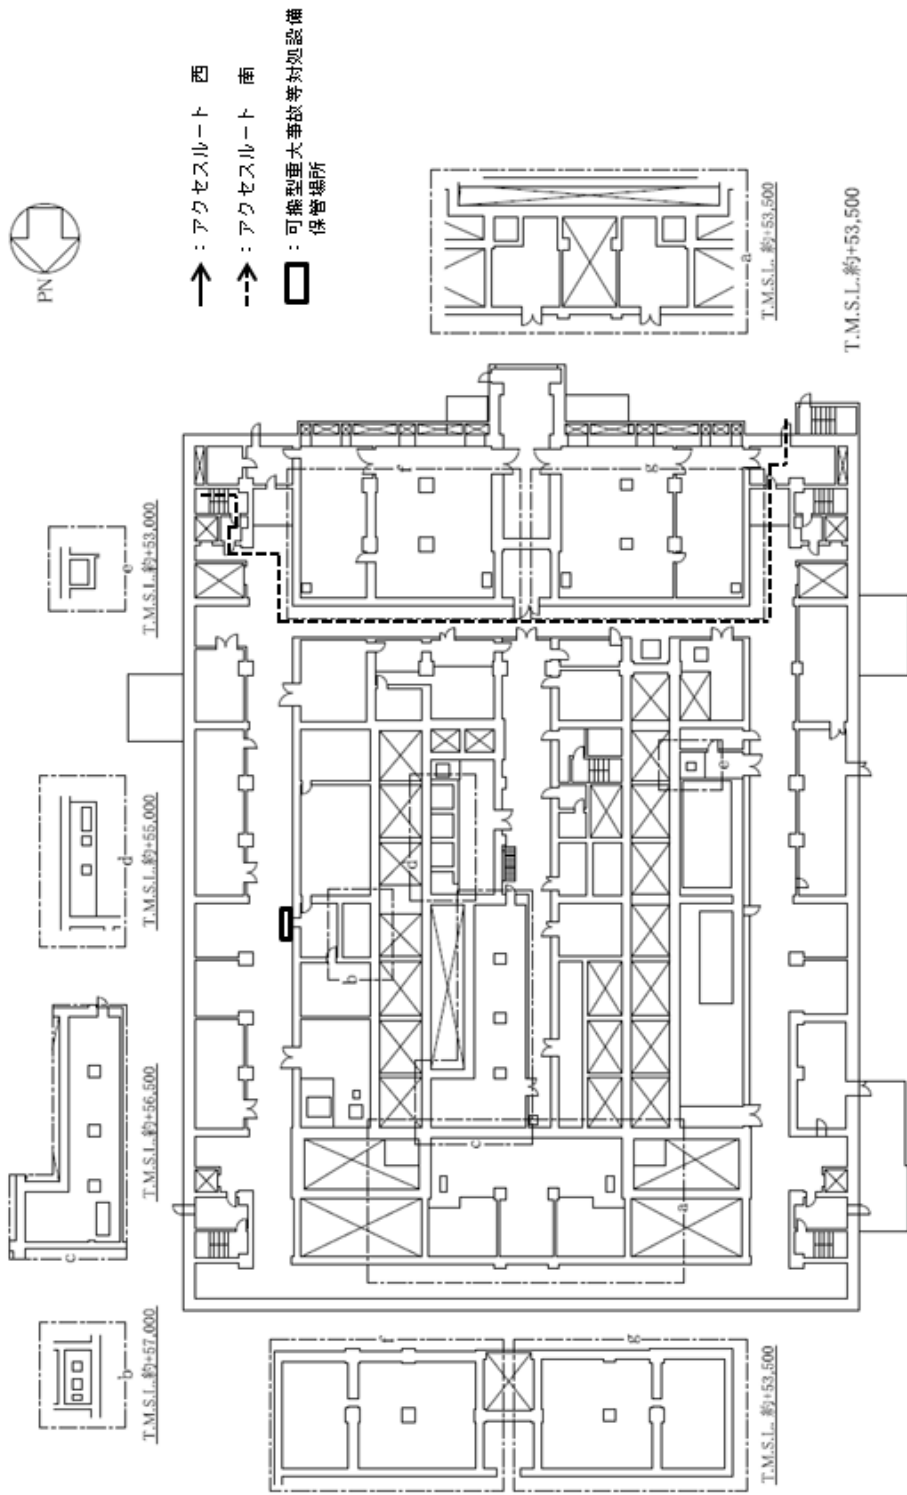 PN
：アクセスルート　西
：アクセスルート　南
：可搬型重大事故等対処設備
保管場所
a
T.M.S.L. 約+53,500
T.M.S.L.約+53,500
e
T.M.S.L.約+53,000
d
T.M.S.L.約+55,000
c
T.M.S.L.約+56,500
b
T.M.S.L.約+57,000
f
g
e
d
b
c
a
f
g
T.M.S.L. 約+53,500